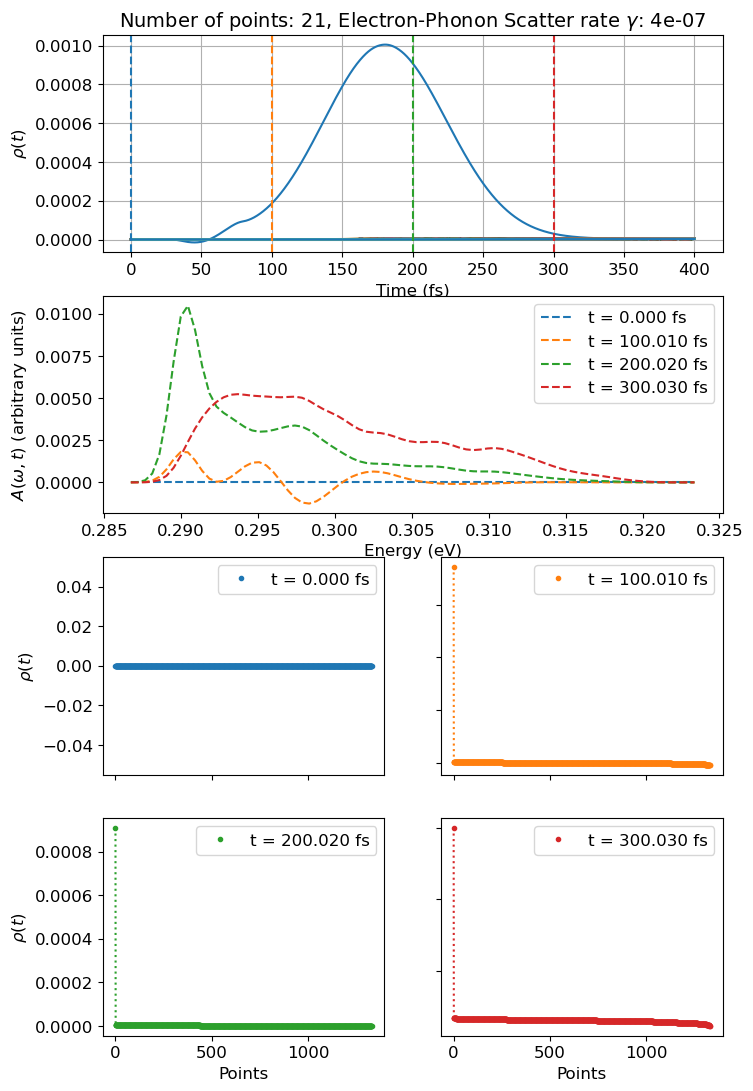 Number of points: 21, Electron-Phonon Scatter rate γ: 4e-07
0.0010
0.0008
0.0006
0.0004
0.0002
0.0000
ρ(t)
0 50 100 150 200 250 300 350 400
Time (fs)
0.0100
0.0075
0.0050
0.0025
0.0000
A(ω, t) (arbitrary units)
t = 0.000 fs
t = 100.010 fs
t = 200.020 fs
t = 300.030 fs
0.285 0.290 0.295 0.300 0.305 0.310 0.315 0.320 0.325
Energy (eV)
0.04
0.02
0.00
−0.02
−0.04
ρ(t)
t = 0.000 fs
t = 100.010 fs
0.0008
0.0006
0.0004
0.0002
0.0000
ρ(t)
t = 200.020 fs
0 500 1000
Points
t = 300.030 fs
0 500 1000
Points